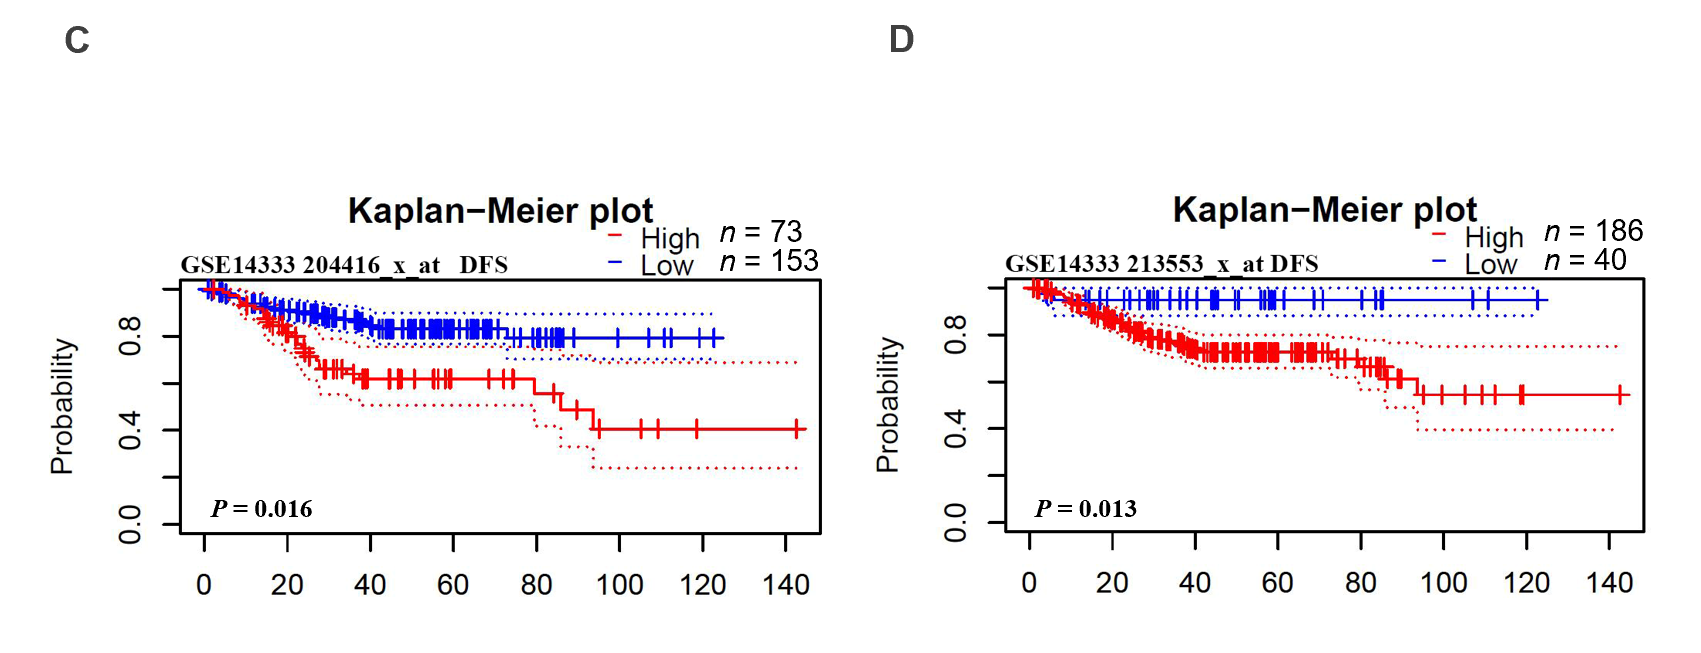 C
Kaplan−Meier plot
High n = 73
Low n = 153
GSE14333 204416_x_at DFS
Probability
0.8
0.4
0.0
P = 0.016
0 20 40 60 80 100 120 140
D
Kaplan−Meier plot
High n = 186
Low n = 40
GSE14333 213553_x_at DFS
Probability
0.8
0.4
0.0
P = 0.013
0 20 40 60 80 100 120 140